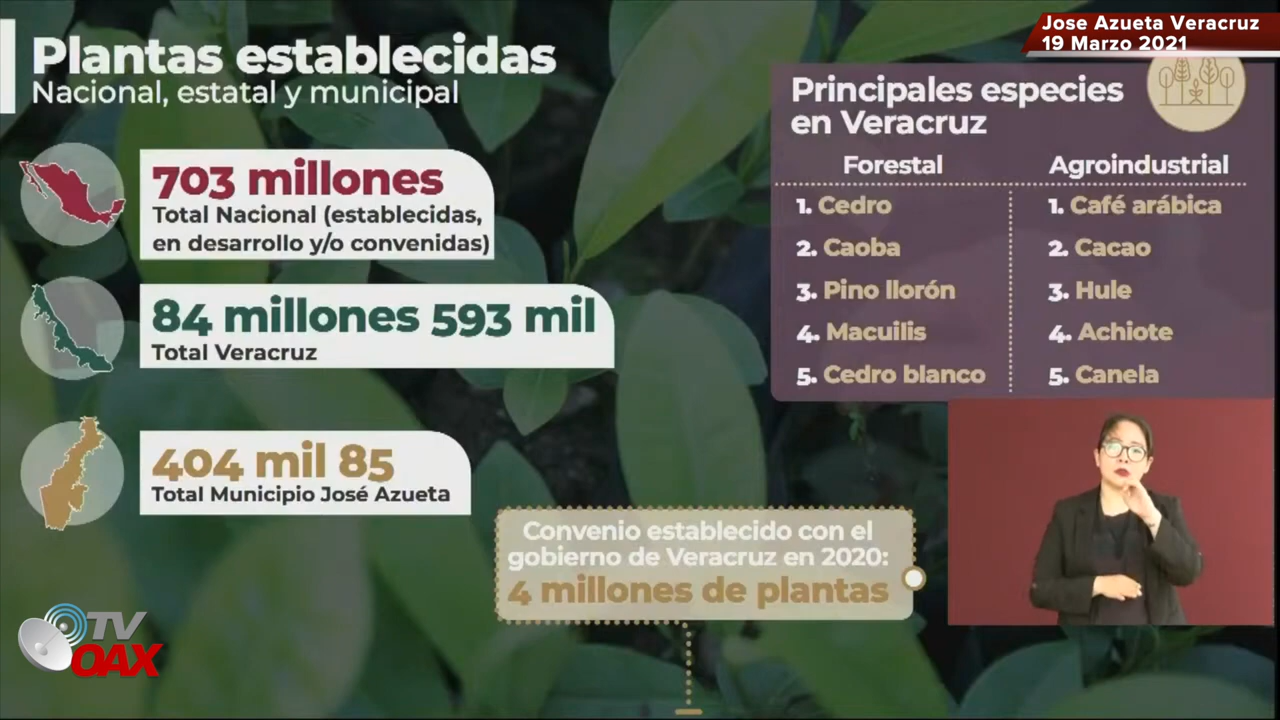 Jose Azueta Veracruz
19 Marzo 2021
Plantas establecidas
Nacional, estatal y municipal
703 millones
Total Nacional (establecidas,
en desarrollo y/o convenidas)
84 millones 593 mil
Total Veracruz
404 mil 85
Total Municipio José Azueta
Principales especies
en Veracruz
Forestal
1. Cedro
2. Caoba
3. Pino llorón
4. Macuilis
5. Cedro blanco
Agroindustrial
1. Café arábica
2. Cacao
3. Hule
4. Achiote
5. Canela
Convenio establecido con el
gobierno de Veracruz en 2020:
4 millones de plantas
TV
OAX